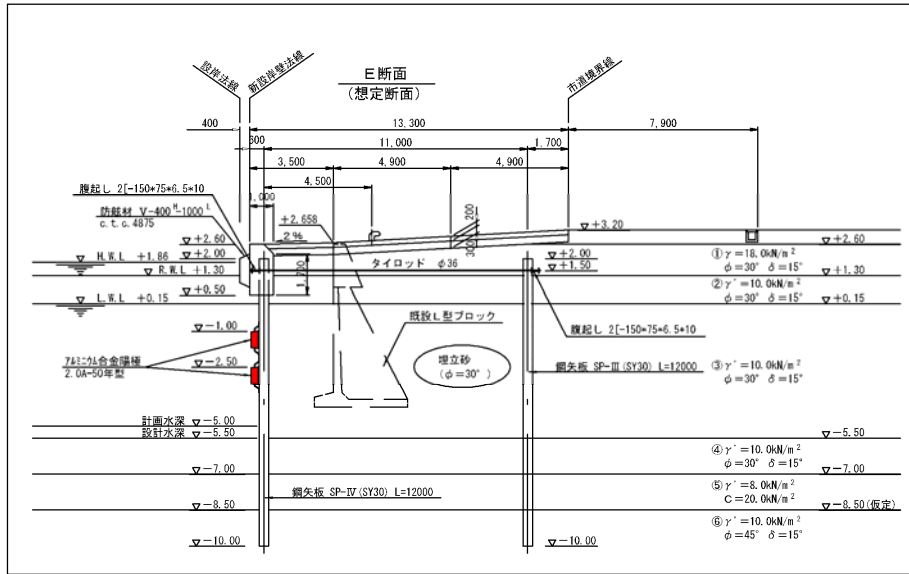 設岸法線
新設岸壁法線
E断面
(想定断面)
市道境界線
400
13,300
7,900
600
11,000
1,700
3,500
4,900
4,900
4,500
腹起し 2[-150*75*6.5*10
1,000
防舷材 V-400ᴴ-1000ᴸ
c.t.c.4875
+2.658
200
300
▽+3.20
▽+2.60
2%
▽+2.60
H.W.L +1.86
▽+2.00
▽+2.00
①γ'=18.0kN/m²
φ=30° δ=15°
R.W.L +1.30
タイロッド φ36
▽+1.50
▽+1.30
1,700
▽+0.50
②γ'=10.0kN/m²
φ=30° δ=15°
L.W.L +0.15
▽+0.15
▽-1.00
既設L型ブロック
腹起し 2[-150*75*6.5*10
アルミニウム合金陽極
2.0A-50年型
▽-2.50
埋立砂
(φ=30°)
鋼矢板 SP-Ⅲ(SY30) L=12000
③γ'=10.0kN/m²
φ=30° δ=15°
計画水深 ▽-5.00
設計水深 ▽-5.50
▽-5.50
④γ'=10.0kN/m²
φ=30° δ=15°
▽-7.00
▽-7.00
鋼矢板 SP-Ⅳ(SY30) L=12000
⑤γ'=8.0kN/m²
C=20.0kN/m²
▽-8.50
▽-8.50(仮定)
⑥γ'=10.0kN/m²
φ=45° δ=15°
▽-10.00
▽-10.00